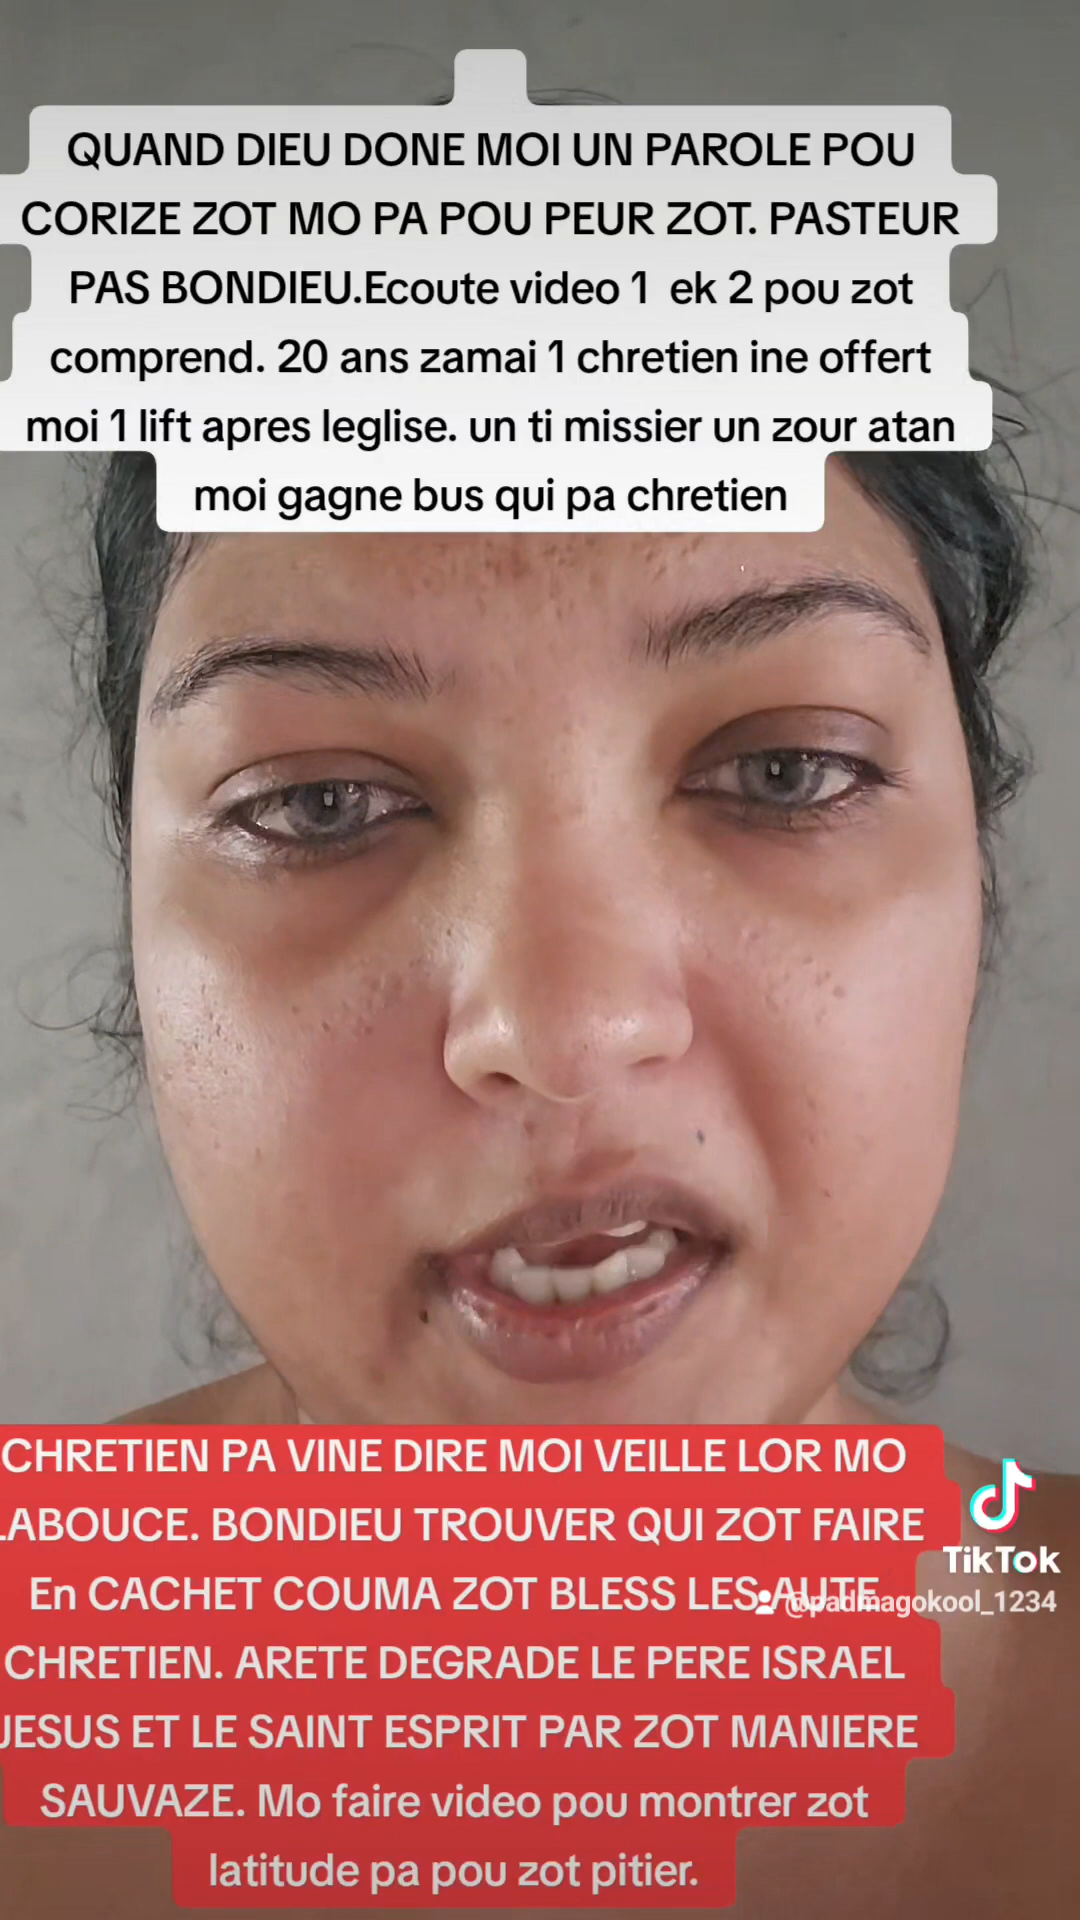 QUAND DIEU DONE MOI UN PAROLE POU
CORIZE ZOT MO PA POU PEUR ZOT. PASTEUR
PAS BONDIEU.Ecoute video 1 ek 2 pou zot
comprend. 20 ans zamai 1 chretien ine offert
moi 1 lift apres leglise. un ti missier un zour atan
moi gagne bus qui pa chretien
CHRETIEN PA VINE DIRE MOI VEILLE LOR MO
LABOUCE. BONDIEU TROUVER QUI ZOT FAIRE
En CACHET COUMA ZOT BLESS LES AUTE
CHRETIEN. ARETE DEGRADE LE PERE ISRAEL
JESUS ET LE SAINT ESPRIT PAR ZOT MANIERE
SAUVAZE. Mo faire video pou montrer zot
latitude pa pou zot pitier.
TikTok
@padmagokool_1234